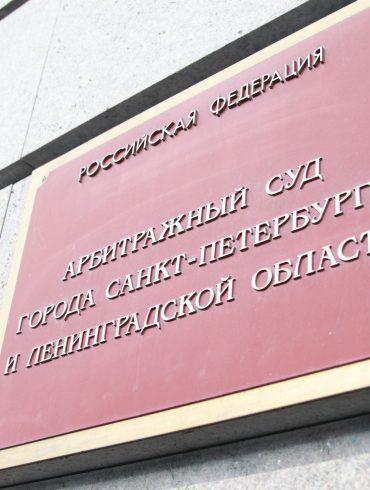 РОССИЙСКАЯ ФЕДЕРАЦИЯ
АРБИТРАЖНЫЙ СУД
ГОРОДА САНКТ-ПЕТЕРБУРГ
И ЛЕНИНГРАДСКОЙ ОБЛАСТ